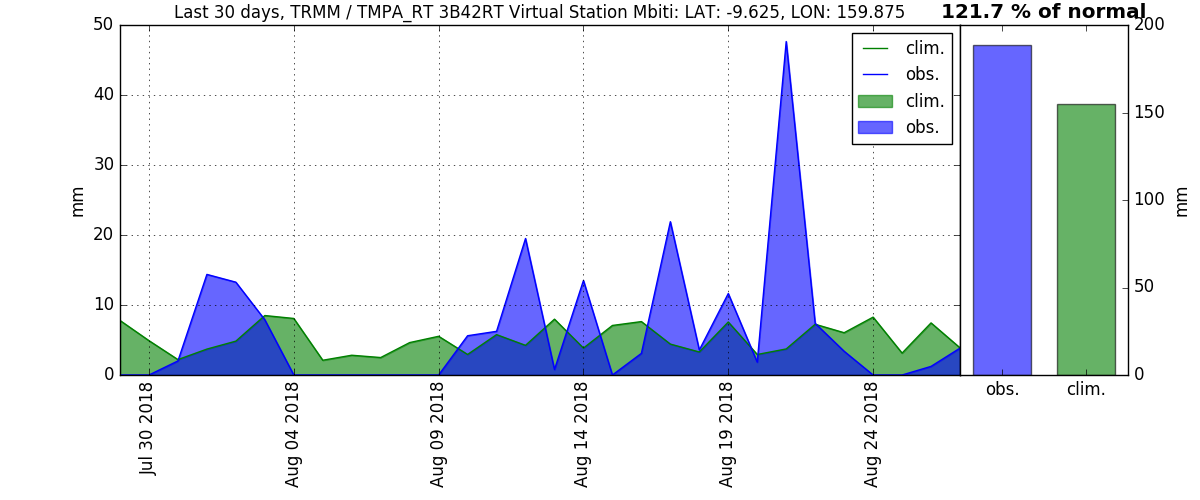 Last 30 days, TRMM / TMPA_RT 3B42RT Virtual Station Mbiti: LAT: -9.625, LON: 159.875
121.7 % of normal
50
40
30
20
10
0
mm
clim.
obs.
clim.
obs.
200
150
100
50
0
mm
obs.
clim.
Jul 30 2018
Aug 04 2018
Aug 09 2018
Aug 14 2018
Aug 19 2018
Aug 24 2018